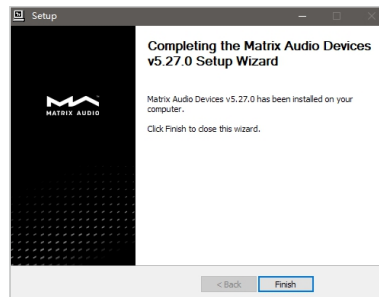 Setup
Completing the Matrix Audio Devices
v5.27.0 Setup Wizard
Matrix Audio Devices v5.27.0 has been installed on your
computer.
Click Finish to close this wizard.
MATRIX AUDIO
< Back
Finish